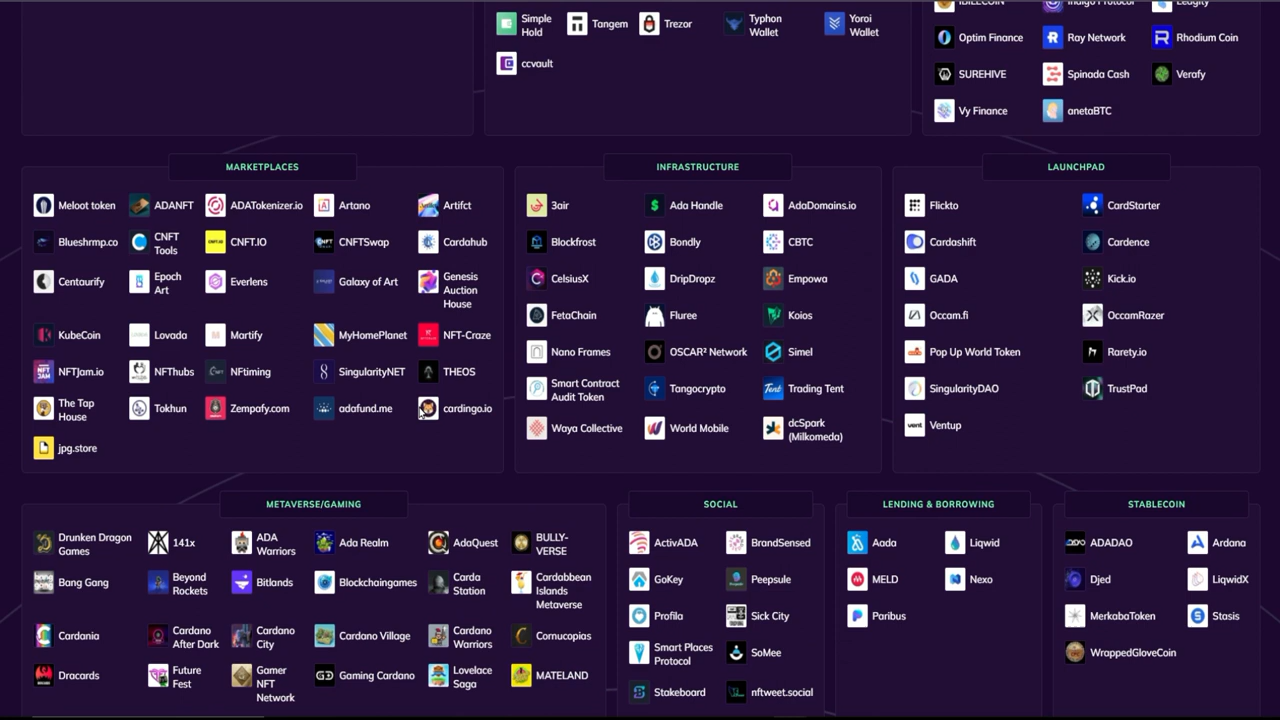 IBILECOIN
Indigo Protocol
Ledgity
Simple
Hold
Tangem
Trezor
Typhon
Wallet
Yoroi
Wallet
Optim Finance
Ray Network
Rhodium Coin
ccvault
SUREHIVE
Spinada Cash
Verafy
Vy Finance
anetaBTC
MARKETPLACES
Meloot token
ADANFT
ADATokenizer.io
Artano
Artifct
Blueshrmp.co
CNFT
Tools
CNFT.IO
CNFTSwap
Cardahub
Centaurify
Epoch
Art
Everlens
Galaxy of Art
Genesis
Auction
House
KubeCoin
Lovada
Martify
MyHomePlanet
NFT-Craze
NFTJam.io
NFThubs
NFtiming
SingularityNET
THEOS
The Tap
House
Tokhun
Zempafy.com
adafund.me
cardingo.io
jpg.store
INFRASTRUCTURE
3air
Ada Handle
AdaDomains.io
Blockfrost
Bondly
CBTC
CelsiusX
DripDropz
Empowa
FetaChain
Fluree
Koios
Nano Frames
OSCAR² Network
Simel
Smart Contract
Audit Token
Tangocrypto
Trading Tent
Waya Collective
World Mobile
dcSpark
(Milkomeda)
LAUNCHPAD
Flickto
CardStarter
Cardashift
Cardence
GADA
Kick.io
Occam.fi
OccamRazer
Pop Up World Token
Rarety.io
SingularityDAO
TrustPad
Ventup
METAVERSE/GAMING
Drunken Dragon
Games
141x
ADA
Warriors
Ada Realm
AdaQuest
BULLY-
VERSE
Bang Gang
Beyond
Rockets
Bitlands
Blockchaingames
Carda
Station
Cardabbean
Islands
Metaverse
Cardania
Cardano
After Dark
Cardano
City
Cardano Village
Cardano
Warriors
Cornucopias
Dracards
Future
Fest
Gamer
NFT
Network
Gaming Cardano
Lovelace
Saga
MATELAND
SOCIAL
ActivADA
BrandSensed
GoKey
Peepsule
Profila
Sick City
Smart Places
Protocol
SoMee
Stakeboard
nftweet.social
LENDING & BORROWING
Aada
Liqwid
MELD
Nexo
Paribus
STABLECOIN
ADADAO
Ardana
Djed
LiqwidX
MerkabaToken
Stasis
WrappedGloveCoin